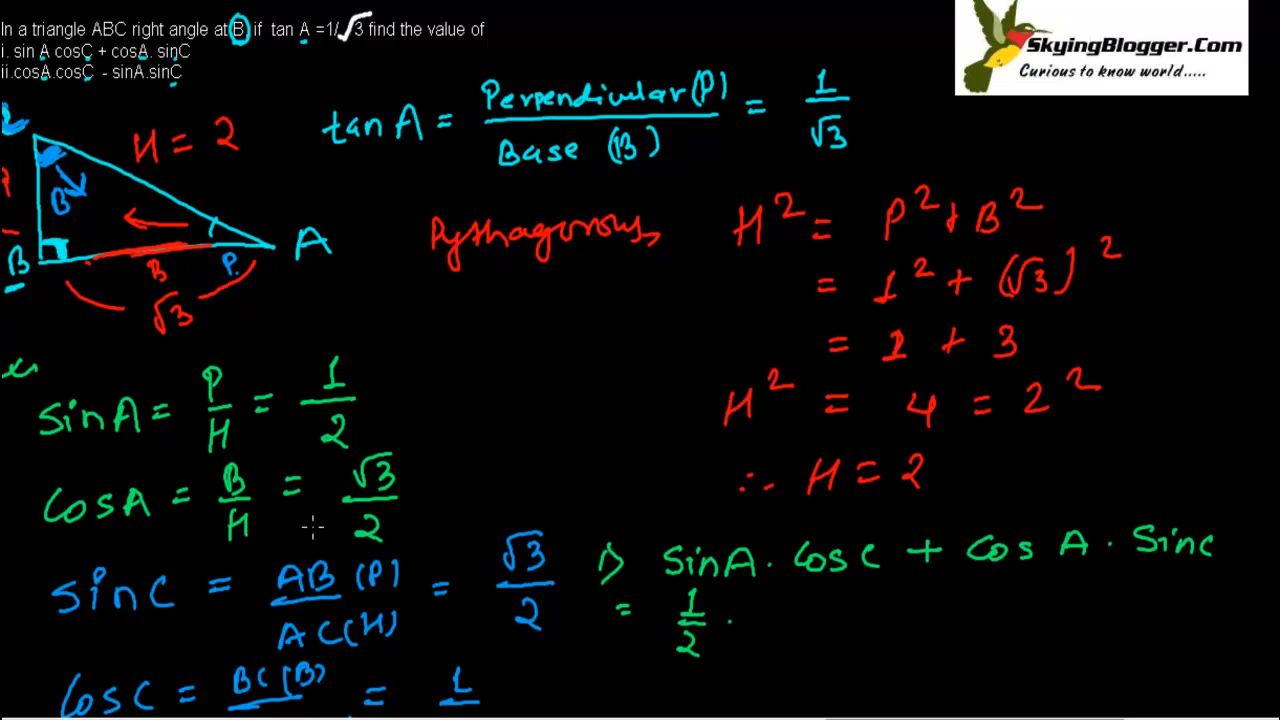 In a triangle ABC right angle at B if tan A =1/√3 find the value of
i. sin A cosC + cosA. sinC
ii.cosA.cosC - sinA.sinC
SkyingBlogger.Com
Curious to know world.....
tanA = Perpendicular(P) / Base (B) = 1/√3
H = 2
B
B
A
B
P.
√3
Pythagorous,
H² = P² + B²
= 1² + (√3)²
= 1 + 3
H² = 4 = 2²
∴ H = 2
sinA = P/H = 1/2
cosA = B/H = √3/2
sinC = AB(P) / AC(H) = √3/2
cosC = BC(B) = 1
i) SinA. CosC + Cos A. SinC
= 1/2 .